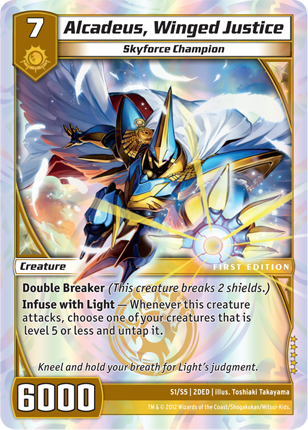 7
Alcadeus, Winged Justice
Skyforce Champion
Creature
FIRST EDITION
Double Breaker (This creature breaks 2 shields.)
Infuse with Light — Whenever this creature
attacks, choose one of your creatures that is
level 5 or less and untap it.
Kneel and hold your breath for Light's judgment.
6000
S1/S5 | 2DED | illus. Toshiaki Takayama
TM & © 2012 Wizards of the Coast/Shogakukan/Mitsui-Kids.